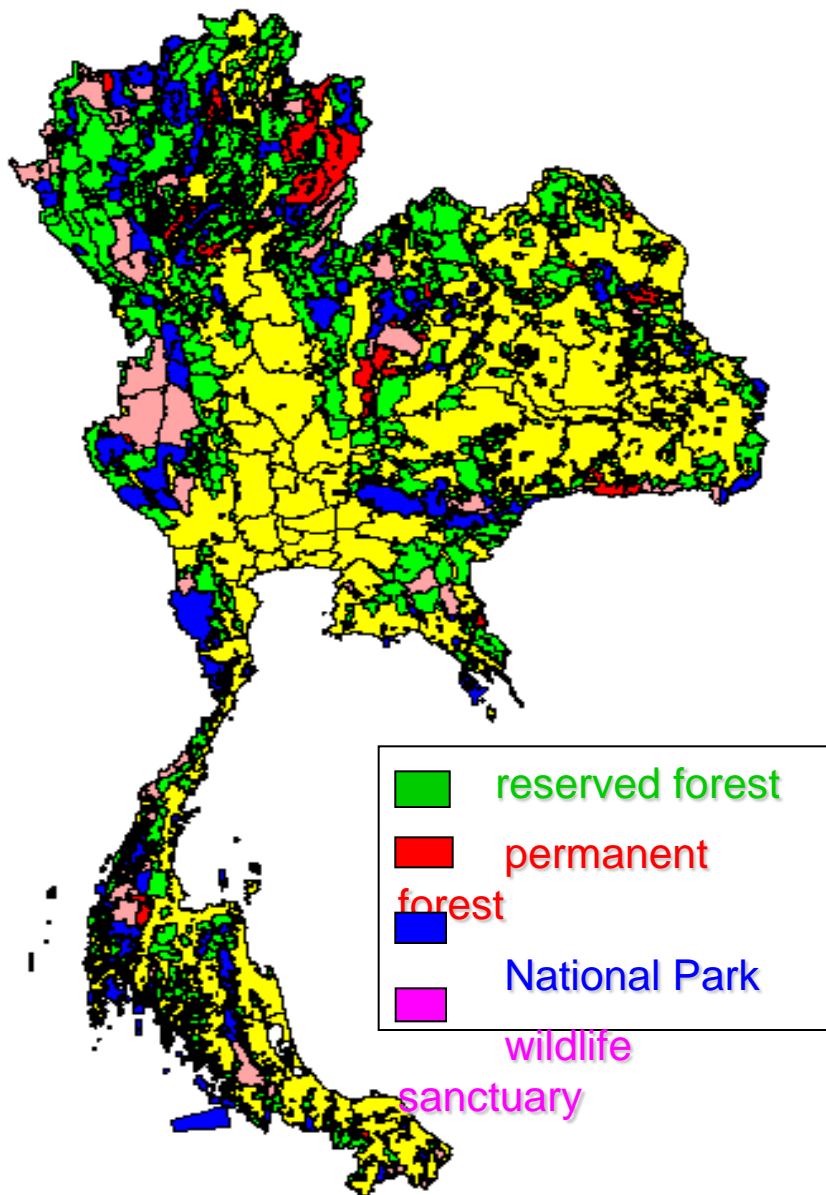 reserved forest
permanent
forest
National Park
wildlife
sanctuary